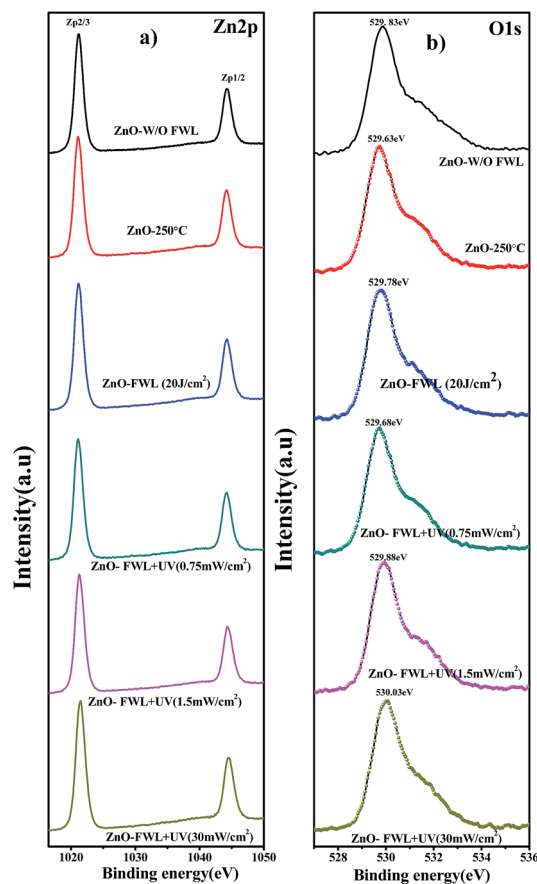 Zn2p
Zp2/3
a)
Zp1/2
ZnO-W/O FWL
ZnO-250°C
ZnO-FWL (20J/cm²)
ZnO- FWL+UV(0.75mW/cm²)
ZnO- FWL+UV(1.5mW/cm²)
ZnO-FWL+UV(30mW/cm²)
Intensity(a.u)
1020 1030 1040 1050
Binding energy(eV)
O1s
529.83eV
b)
ZnO-W/O FWL
529.63eV
ZnO-250°C
529.78eV
ZnO-FWL (20J/cm²)
529.68eV
ZnO- FWL+UV(0.75mW/cm²)
529.88eV
ZnO- FWL+UV(1.5mW/cm²)
530.03eV
ZnO- FWL+UV(30mW/cm²)
Intensity(a.u)
528 530 532 534 536
Binding energy(eV)